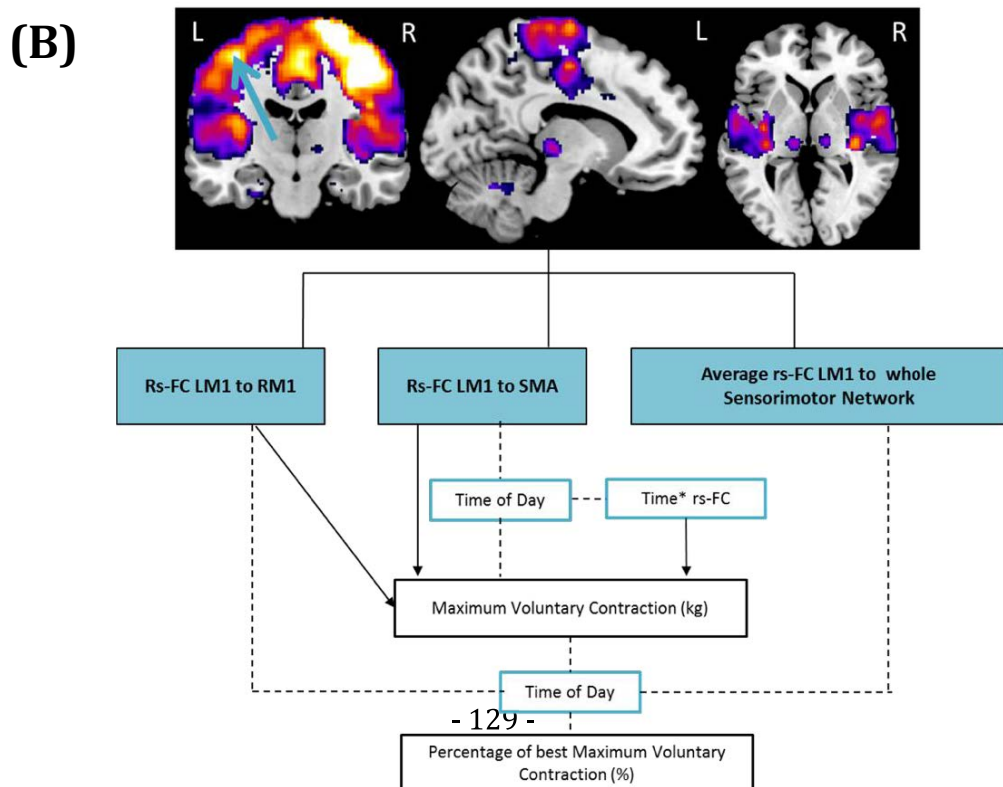 (B)
L R L R
Rs-FC LM1 to RM1
Rs-FC LM1 to SMA
Average rs-FC LM1 to whole
Sensorimotor Network
Time of Day
Time* rs-FC
Maximum Voluntary Contraction (kg)
Time of Day
- 129 -
Percentage of best Maximum Voluntary
Contraction (%)